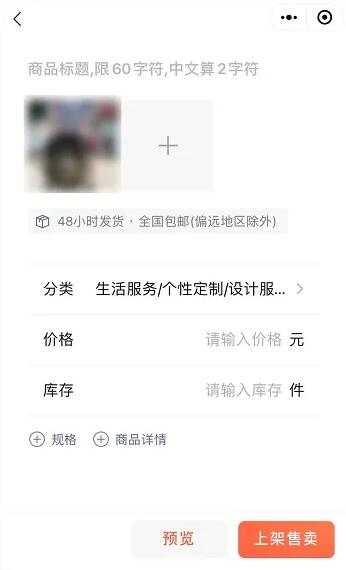 商品标题,限60字符,中文算2字符
48小时发货 · 全国包邮(偏远地区除外)
分类 生活服务/个性定制/设计服...
价格 请输入价格 元
库存 请输入库存 件
规格 商品详情
预览 上架售卖